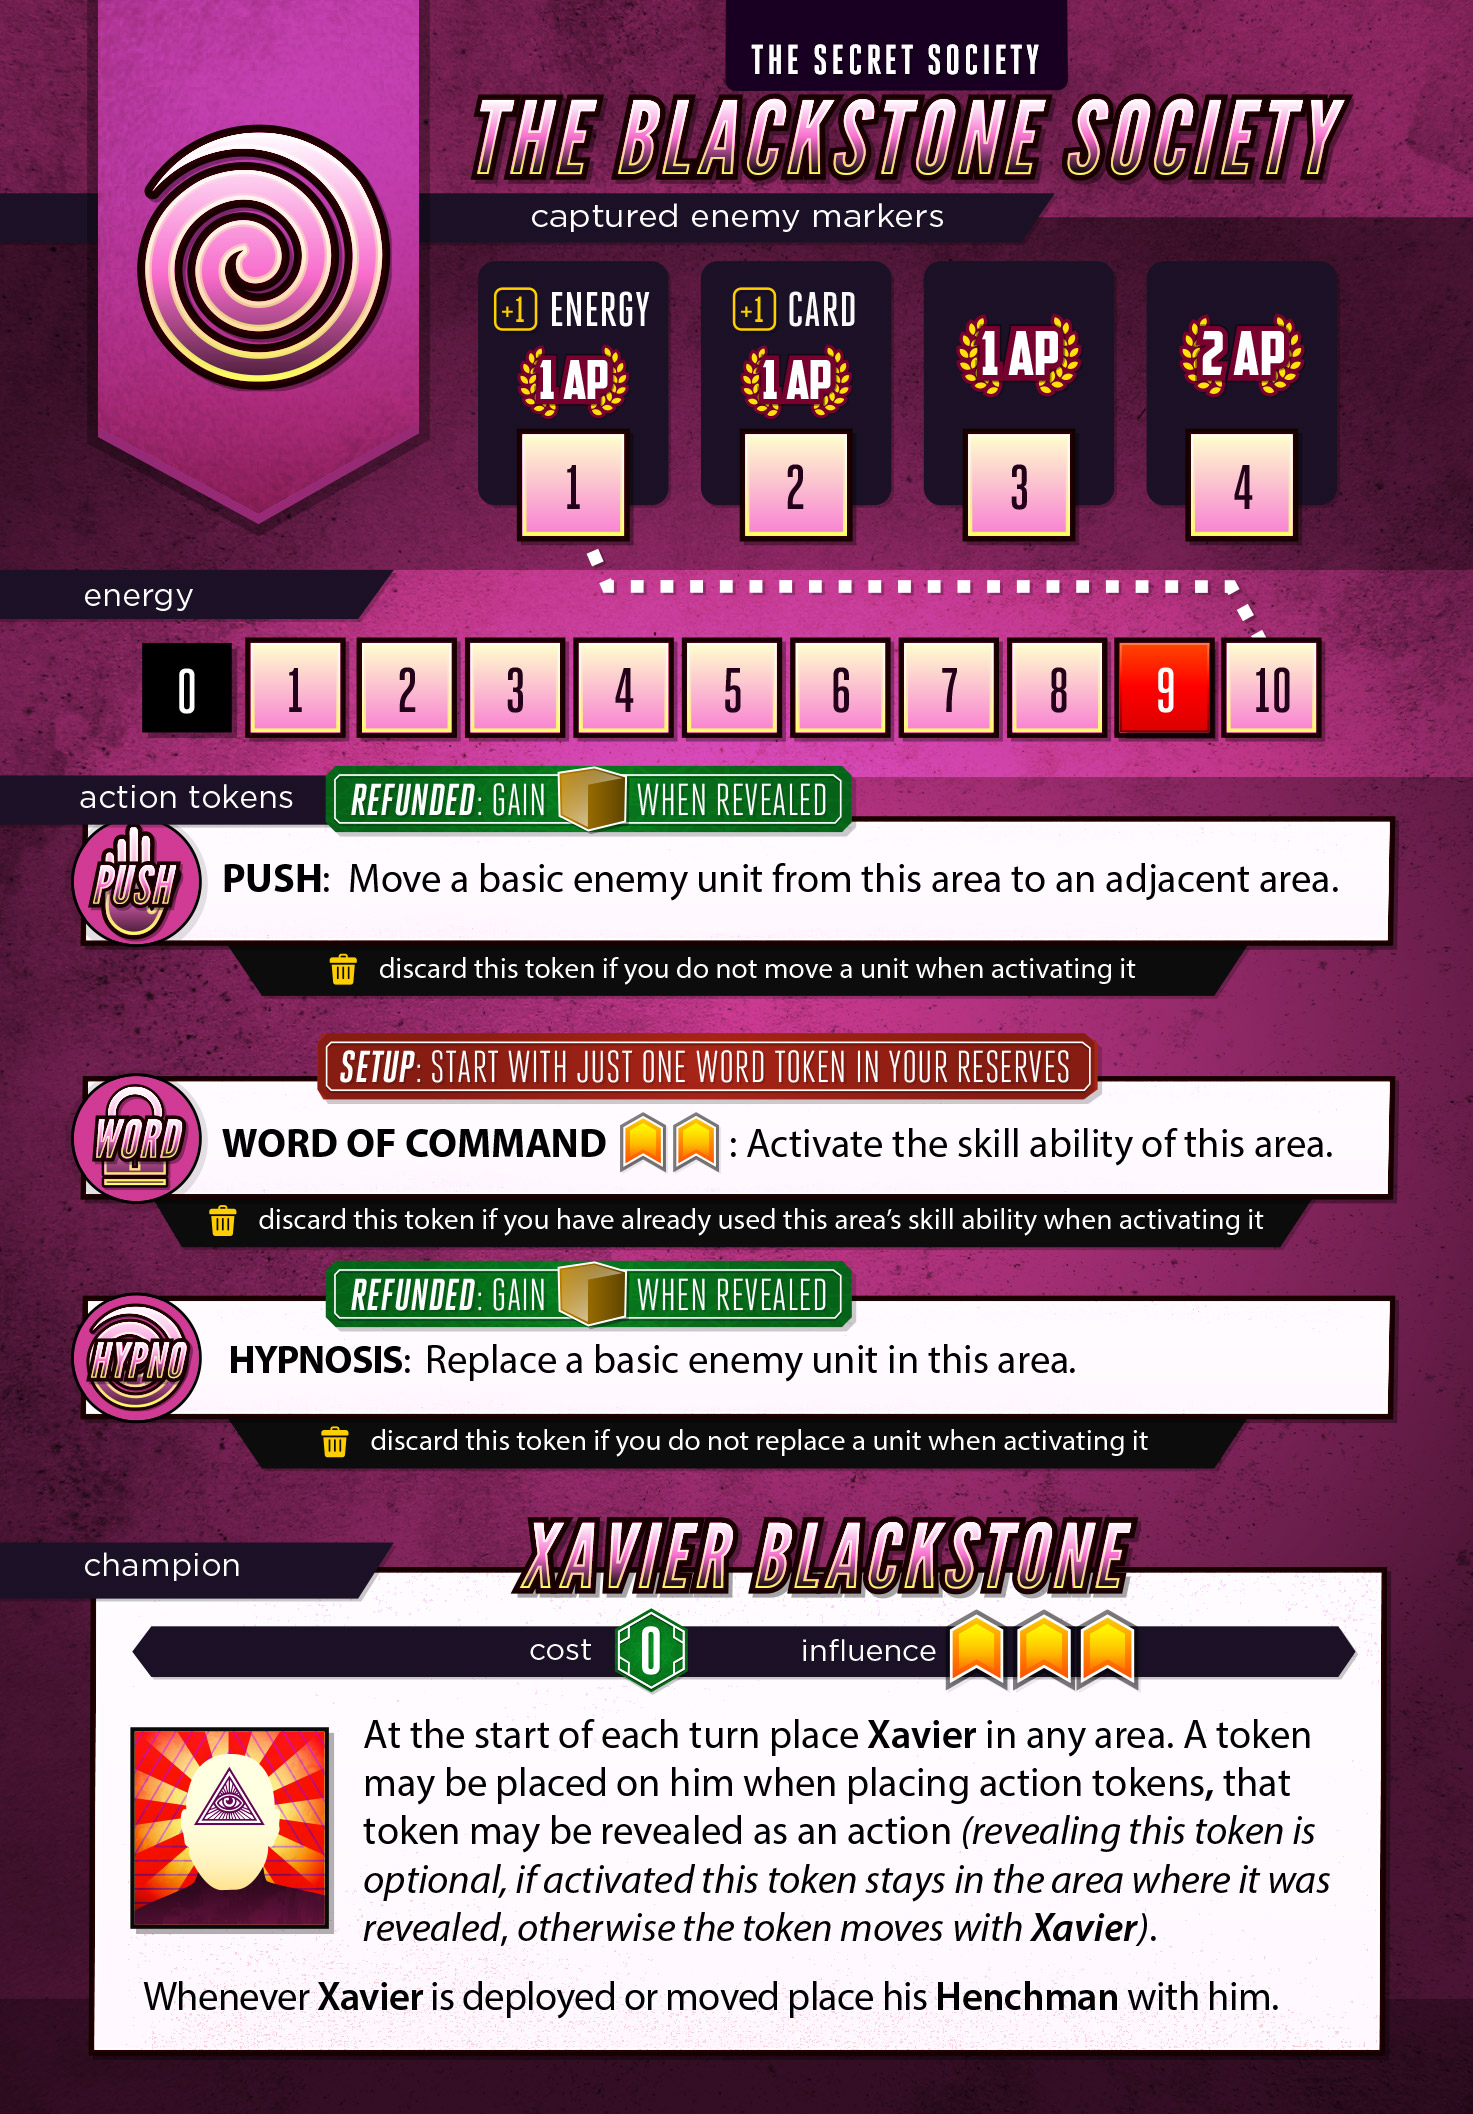 THE SECRET SOCIETY
THE BLACKSTONE SOCIETY
captured enemy markers
+1 ENERGY
1 AP
1
+1 CARD
1 AP
2
1 AP
3
2 AP
4
energy
0 1 2 3 4 5 6 7 8 9 10
action tokens
REFUNDED: GAIN WHEN REVEALED
PUSH
PUSH: Move a basic enemy unit from this area to an adjacent area.
discard this token if you do not move a unit when activating it
SETUP: START WITH JUST ONE WORD TOKEN IN YOUR RESERVES
WORD
WORD OF COMMAND : Activate the skill ability of this area.
discard this token if you have already used this area's skill ability when activating it
REFUNDED: GAIN WHEN REVEALED
HYPNO
HYPNOSIS: Replace a basic enemy unit in this area.
discard this token if you do not replace a unit when activating it
champion
XAVIER BLACKSTONE
cost 0 influence
At the start of each turn place Xavier in any area. A token
may be placed on him when placing action tokens, that
token may be revealed as an action (revealing this token is
optional, if activated this token stays in the area where it was
revealed, otherwise the token moves with Xavier).
Whenever Xavier is deployed or moved place his Henchman with him.